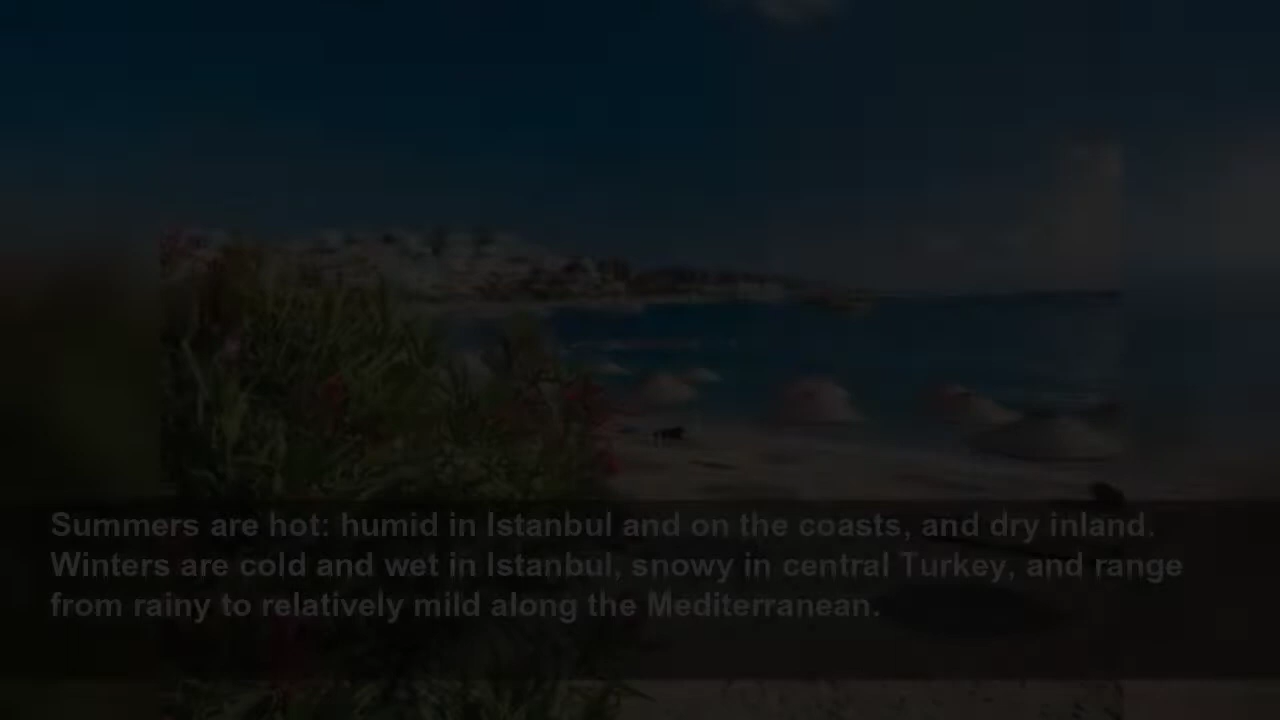 Summers are hot: humid in Istanbul and on the coasts, and dry inland.
Winters are cold and wet in Istanbul, snowy in central Turkey, and range
from rainy to relatively mild along the Mediterranean.